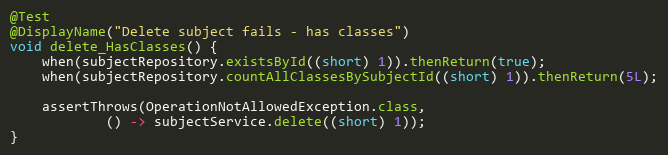 @Test
@DisplayName("Delete subject fails - has classes")
void delete_HasClasses() {
    when(subjectRepository.existsById((short) 1)).thenReturn(true);
    when(subjectRepository.countAllClassesBySubjectId((short) 1)).thenReturn(5L);

    assertThrows(OperationNotAllowedException.class,
            () -> subjectService.delete((short) 1));
}